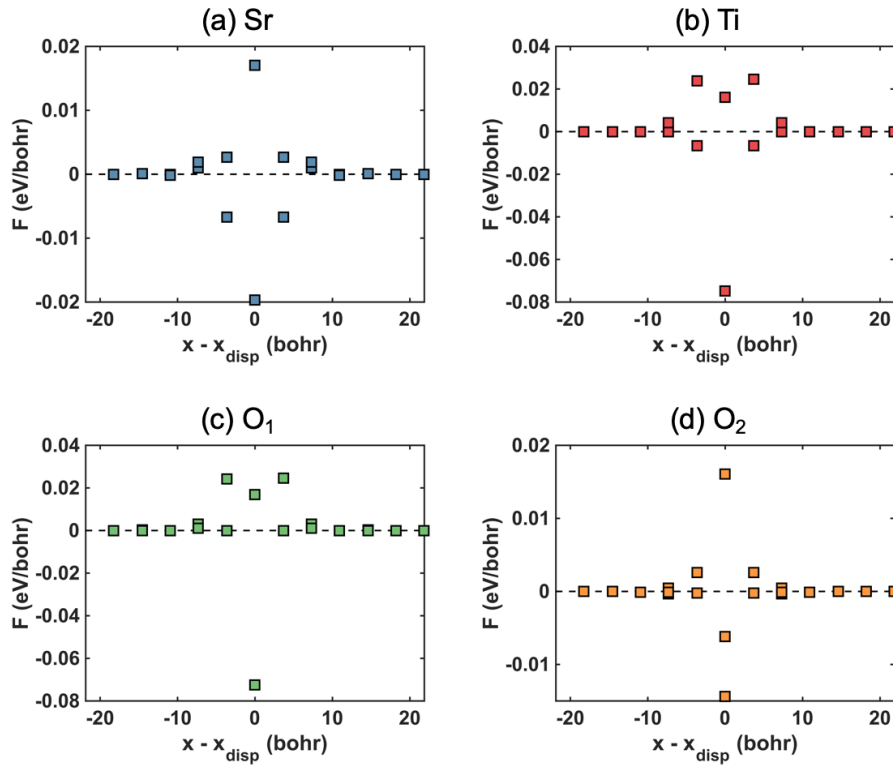 (a) Sr
0.02
0.01
0
-0.01
-0.02
F (eV/bohr)
-20 -10 0 10 20
x - x_disp (bohr)
(b) Ti
0.04
0.02
0
-0.02
-0.04
-0.06
-0.08
F (eV/bohr)
-20 -10 0 10 20
x - x_disp (bohr)
(c) O₁
0.04
0.02
0
-0.02
-0.04
-0.06
-0.08
F (eV/bohr)
-20 -10 0 10 20
x - x_disp (bohr)
(d) O₂
0.02
0.01
0
-0.01
F (eV/bohr)
-20 -10 0 10 20
x - x_disp (bohr)